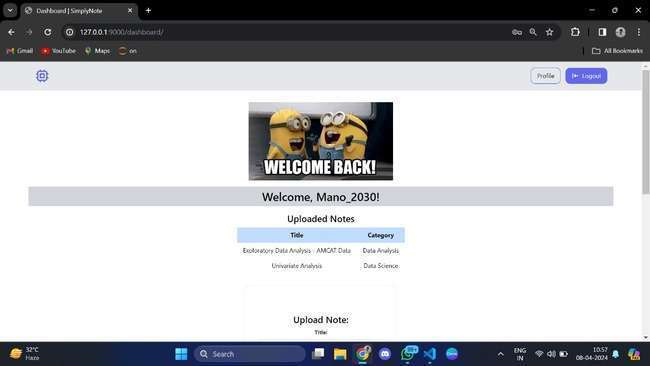 Dashboard | SimplyNote
127.0.0.1:9000/dashboard/
Gmail YouTube Maps on All Bookmarks
Profile Logout
WELCOME BACK!
Welcome, Mano_2030!
Uploaded Notes
Title Category
Exploratory Data Analysis - AMCAT Data Data Analysis
Univariate Analysis Data Science
Upload Note:
Title:
32°C
Haze
Search
99+
ENG
IN
10:57
08-04-2024